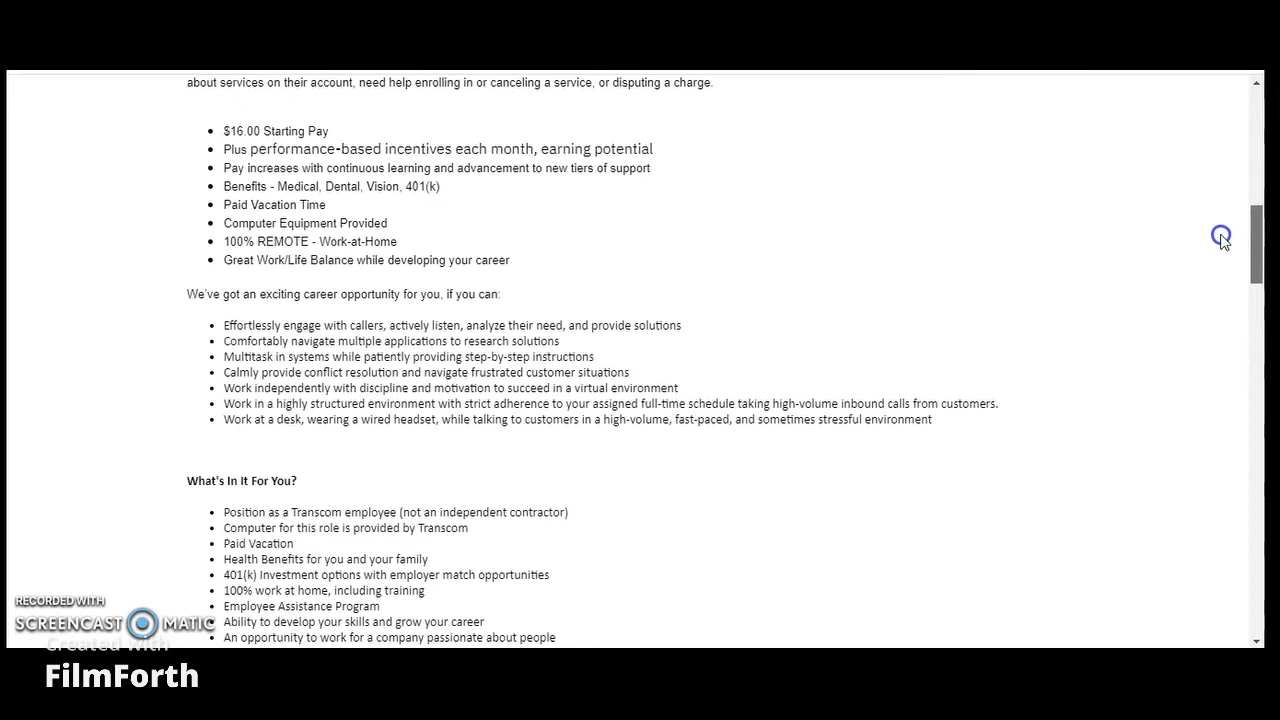 about services on their account, need help enrolling in or canceling a service, or disputing a charge.
$16.00 Starting Pay
Plus performance-based incentives each month, earning potential
Pay increases with continuous learning and advancement to new tiers of support
Benefits - Medical, Dental, Vision, 401(k)
Paid Vacation Time
Computer Equipment Provided
100% REMOTE - Work-at-Home
Great Work/Life Balance while developing your career
We've got an exciting career opportunity for you, if you can:
Effortlessly engage with callers, actively listen, analyze their need, and provide solutions
Comfortably navigate multiple applications to research solutions
Multitask in systems while patiently providing step-by-step instructions
Calmly provide conflict resolution and navigate frustrated customer situations
Work independently with discipline and motivation to succeed in a virtual environment
Work in a highly structured environment with strict adherence to your assigned full-time schedule taking high-volume inbound calls from customers.
Work at a desk, wearing a wired headset, while talking to customers in a high-volume, fast-paced, and sometimes stressful environment
What's In It For You?
Position as a Transcom employee (not an independent contractor)
Computer for this role is provided by Transcom
Paid Vacation
Health Benefits for you and your family
401(k) Investment options with employer match opportunities
100% work at home, including training
Employee Assistance Program
Ability to develop your skills and grow your career
An opportunity to work for a company passionate about people
RECORDED WITH
SCREENCAST MATIC
Created with
FilmForth